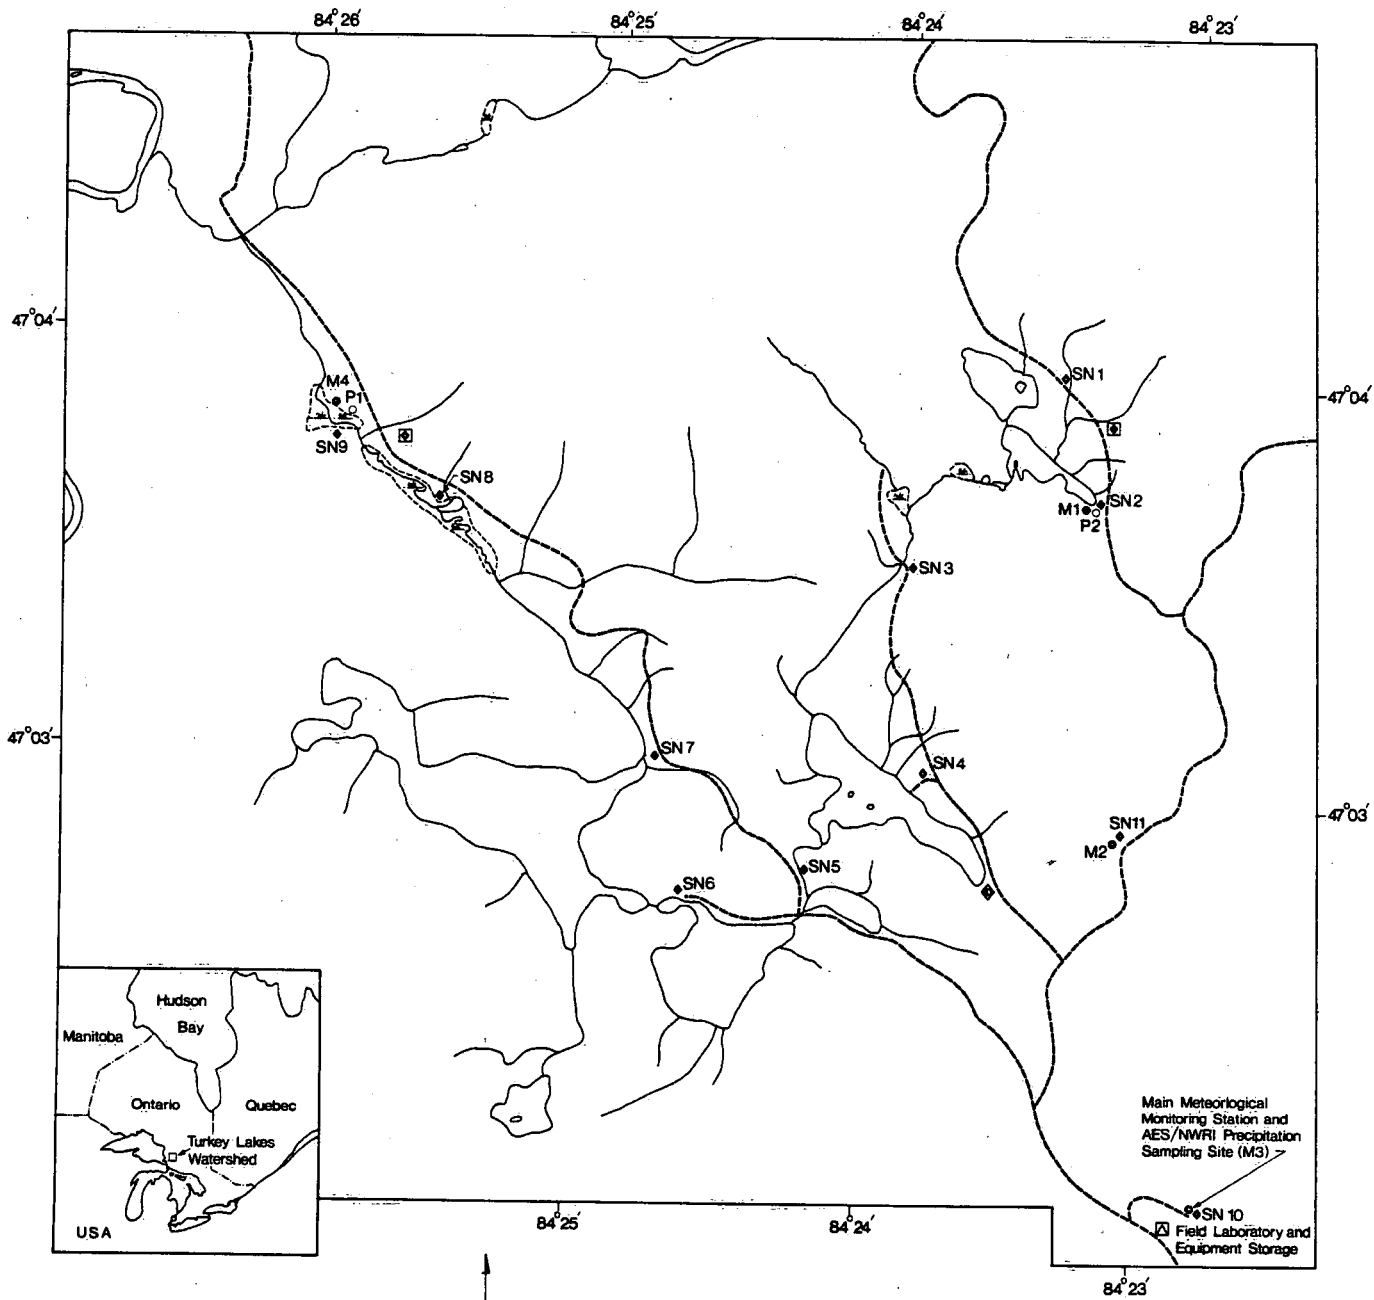 84°26′
84°25′
84°24′
84°23′
47°04′
47°04′
M4
P1
SN9
SN8
SN1
SN2
M1
P2
SN3
47°03′
SN7
SN4
47°03′
SN11
M2
SN5
SN6
Hudson
Bay
Manitoba
Ontario
Quebec
Turkey Lakes
Watershed
USA
Main Meteorlogical
Monitoring Station and
AES/NWRI Precipitation
Sampling Site (M3)
SN 10
Field Laboratory and
Equipment Storage
84°25′
84°24′
84°23′